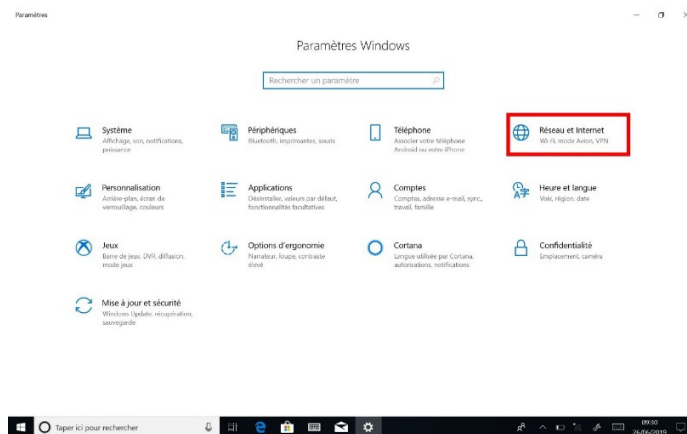 Paramètres
Paramètres Windows
Rechercher un paramètre
Système
Affichage, son, notifications,
puissance
Périphériques
Bluetooth, imprimantes, souris
Téléphone
Associer votre téléphone
Android ou votre iPhone
Réseau et Internet
Wi-Fi, mode Avion, VPN
Personnalisation
Arrière-plan, écran de
verrouillage, couleurs
Applications
Désinstaller, valeurs par défaut,
fonctionnalités facultatives
Comptes
Comptes, adresse e-mail, sync.,
travail, famille
Heure et langue
Voix, région, date
Jeux
Barre de jeux, DVR, diffusion,
mode jeux
Options d'ergonomie
Narrateur, loupe, contraste
élevé
Cortana
Langue utilisée par Cortana,
autorisations, notifications
Confidentialité
Emplacement, caméra
Mise à jour et sécurité
Windows Update, récupération,
sauvegarde
Taper ici pour rechercher
09:30
26/06/2019